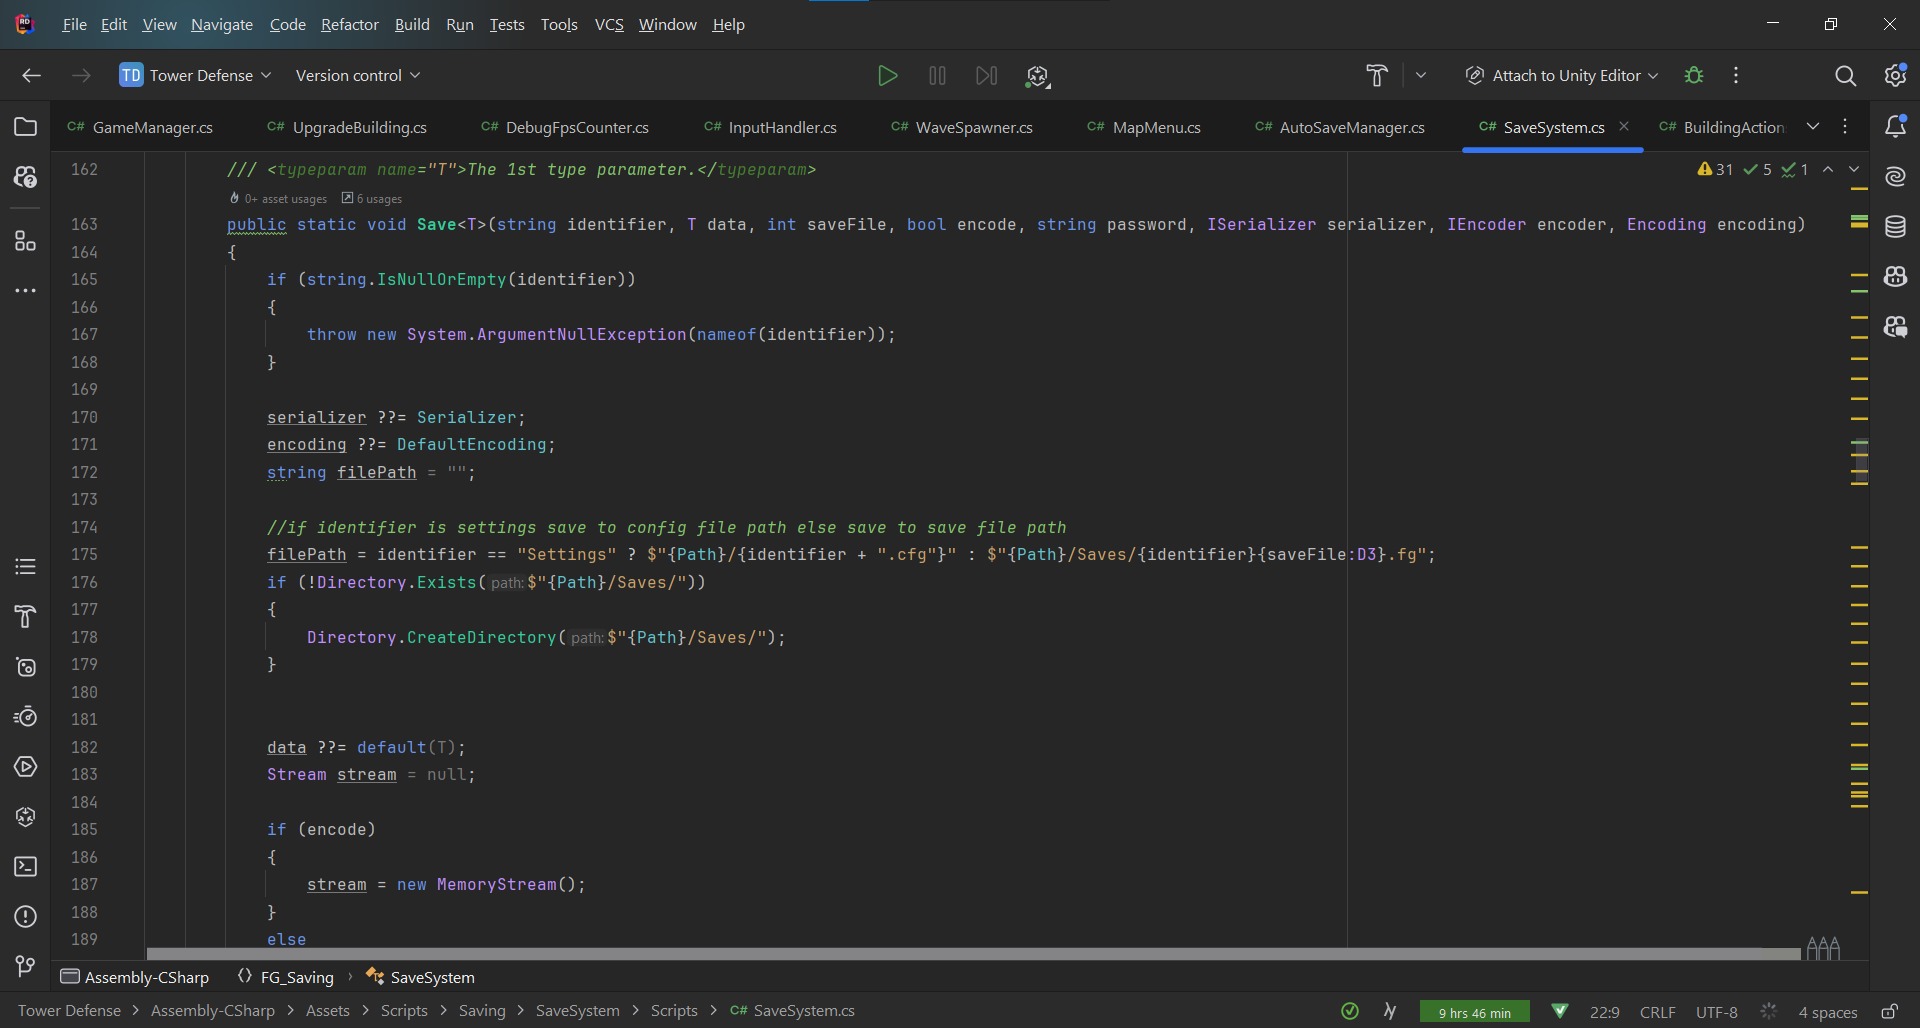 File Edit View Navigate Code Refactor Build Run Tests Tools VCS Window Help
TD Tower Defense Version control Attach to Unity Editor
C# GameManager.cs C# UpgradeBuilding.cs C# DebugFpsCounter.cs C# InputHandler.cs C# WaveSpawner.cs C# MapMenu.cs C# AutoSaveManager.cs C# SaveSystem.cs C# BuildingAction
162 /// <typeparam name="T">The 1st type parameter.</typeparam> 31 5 1
0+ asset usages 6 usages
163 public static void Save<T>(string identifier, T data, int saveFile, bool encode, string password, ISerializer serializer, IEncoder encoder, Encoding encoding)
164 {
165 if (string.IsNullOrEmpty(identifier))
166 {
167 throw new System.ArgumentNullException(nameof(identifier));
168 }
169
170 serializer ??= Serializer;
171 encoding ??= DefaultEncoding;
172 string filePath = "";
173
174 //if identifier is settings save to config file path else save to save file path
175 filePath = identifier == "Settings" ? $"{Path}/{identifier + ".cfg"}" : $"{Path}/Saves/{identifier}{saveFile:D3}.fg";
176 if (!Directory.Exists( path: $"{Path}/Saves/"))
177 {
178 Directory.CreateDirectory( path: $"{Path}/Saves/");
179 }
180
181
182 data ??= default(T);
183 Stream stream = null;
184
185 if (encode)
186 {
187 stream = new MemoryStream();
188 }
189 else
Assembly-CSharp FG_Saving SaveSystem
Tower Defense Assembly-CSharp Assets Scripts Saving SaveSystem Scripts C# SaveSystem.cs 9 hrs 46 min 22:9 CRLF UTF-8 4 spaces